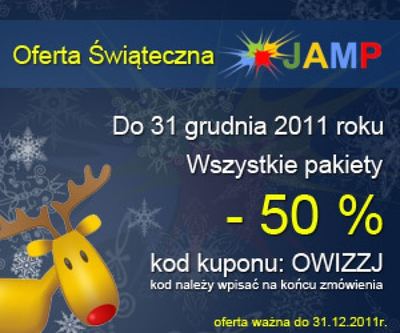 Oferta Świąteczna JAMP
Do 31 grudnia 2011 roku
Wszystkie pakiety
- 50 %
kod kuponu: OWIZZJ
kod należy wpisać na końcu zmówienia
oferta ważna do 31.12.2011r.